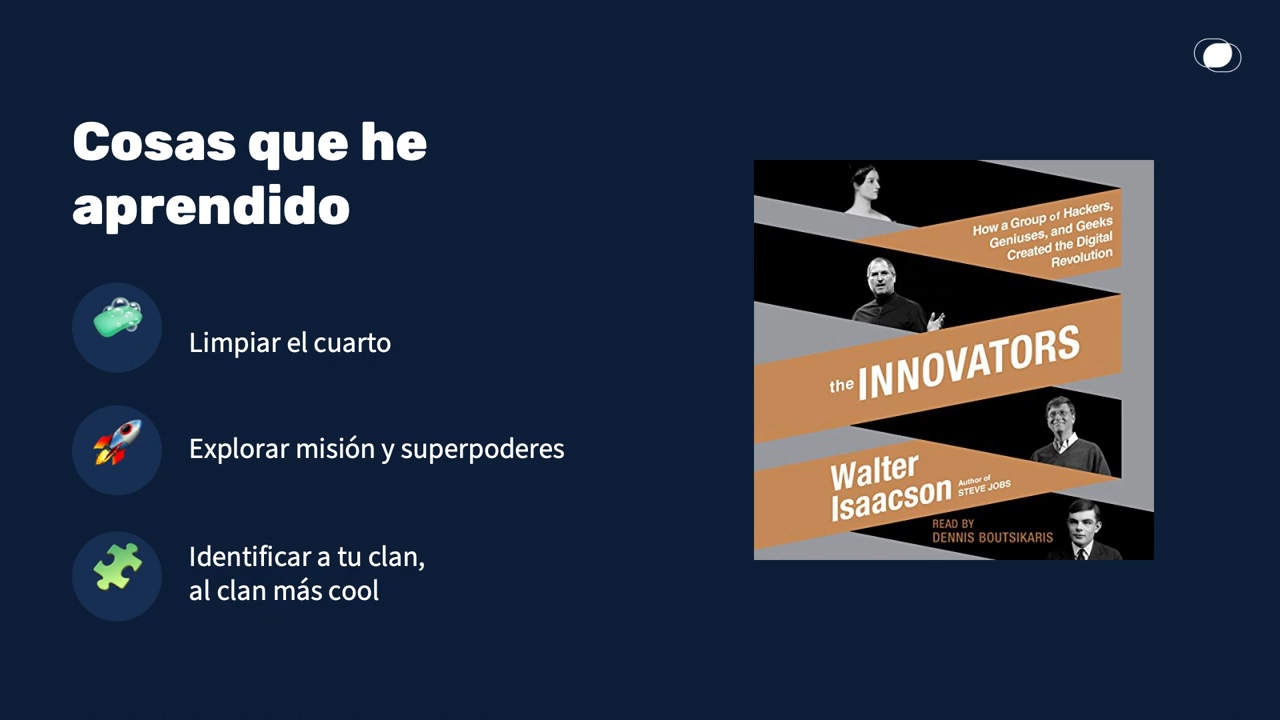 Cosas que he
aprendido
Limpiar el cuarto
Explorar misión y superpoderes
Identificar a tu clan,
al clan más cool
How a Group of Hackers,
Geniuses, and Geeks
Created the Digital
Revolution
the INNOVATORS
Walter
Isaacson
Author of
STEVE JOBS
READ BY
DENNIS BOUTSIKARIS